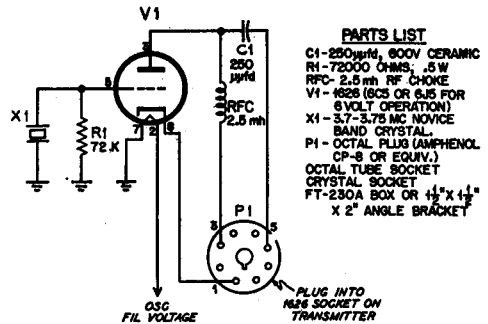 V1
3
C1
250
µµfd
5
X1
R1
72 K
7
2
8
RFC
2.5 mh
P1
3
5
1
OSC
FIL VOLTAGE
PLUG INTO
1626 SOCKET ON
TRANSMITTER
PARTS LIST
C1-250µµfd, 600V CERAMIC
R1-72000 OHMS, .5W
RFC-2.5 mh RF CHOKE
V1-1626 (6C5 OR 6J5 FOR
6 VOLT OPERATION)
X1-3.7-3.75 MC NOVICE
BAND CRYSTAL.
P1-OCTAL PLUG (AMPHENOL
CP-8 OR EQUIV.)
OCTAL TUBE SOCKET
CRYSTAL SOCKET
FT-230A BOX OR 1½" X 1½"
X 2" ANGLE BRACKET